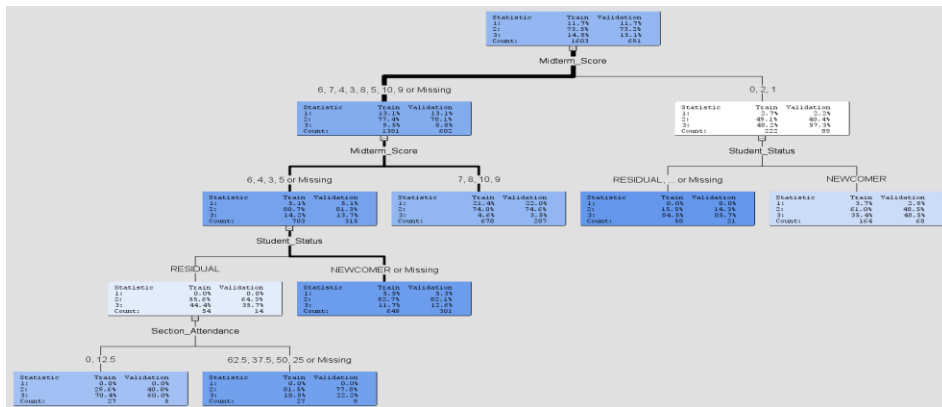 Statistic Train Validation
1: 11.7% 11.7%
2: 73.5% 73.2%
3: 14.8% 15.1%
Count: 1603 691
Midterm_Score
6, 7, 4, 3, 8, 5, 10, 9 or Missing
0, 2, 1
Statistic Train Validation
1: 13.1% 13.1%
2: 77.4% 78.1%
3: 9.5% 8.8%
Count: 1381 602
Statistic Train Validation
1: 2.7% 2.2%
2: 49.1% 40.4%
3: 48.2% 57.3%
Count: 222 89
Midterm_Score
Student_Status
6, 4, 3, 5 or Missing
7, 8, 10, 9
RESIDUAL, ... or Missing
NEWCOMER
Statistic Train Validation
1: 5.1% 5.1%
2: 80.7% 81.3%
3: 14.2% 13.7%
Count: 703 315
Statistic Train Validation
1: 21.4% 22.0%
2: 74.0% 74.6%
3: 4.6% 3.5%
Count: 678 287
Statistic Train Validation
1: 0.0% 0.0%
2: 15.5% 14.3%
3: 84.5% 85.7%
Count: 58 21
Statistic Train Validation
1: 3.7% 2.9%
2: 61.0% 48.5%
3: 35.4% 48.5%
Count: 164 68
Student_Status
RESIDUAL
NEWCOMER or Missing
Statistic Train Validation
1: 0.0% 0.0%
2: 55.6% 64.3%
3: 44.4% 35.7%
Count: 54 14
Statistic Train Validation
1: 5.5% 5.3%
2: 82.7% 82.1%
3: 11.7% 12.6%
Count: 649 301
Section_Attendance
0, 12.5
62.5, 37.5, 50, 25 or Missing
Statistic Train Validation
1: 0.0% 0.0%
2: 29.6% 40.0%
3: 70.4% 60.0%
Count: 27 5
Statistic Train Validation
1: 0.0% 0.0%
2: 81.5% 77.8%
3: 18.5% 22.2%
Count: 27 9